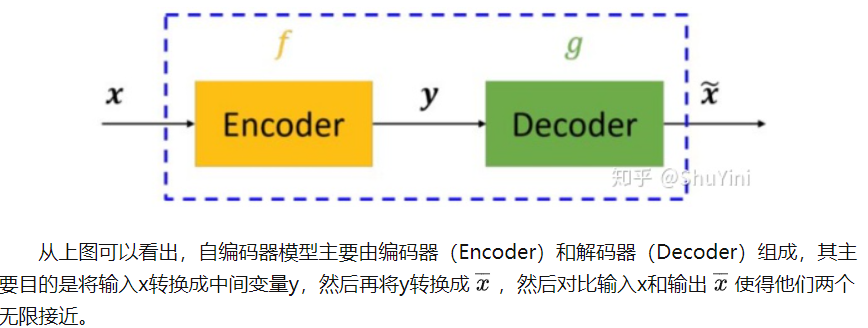 f g
x y x̃
Encoder Decoder
知乎 @ShuYini
从上图可以看出，自编码器模型主要由编码器（Encoder）和解码器（Decoder）组成，其主
要目的是将输入x转换成中间变量y，然后再将y转换成 x̅ ，然后对比输入x和输出 x̅ 使得他们两个
无限接近。